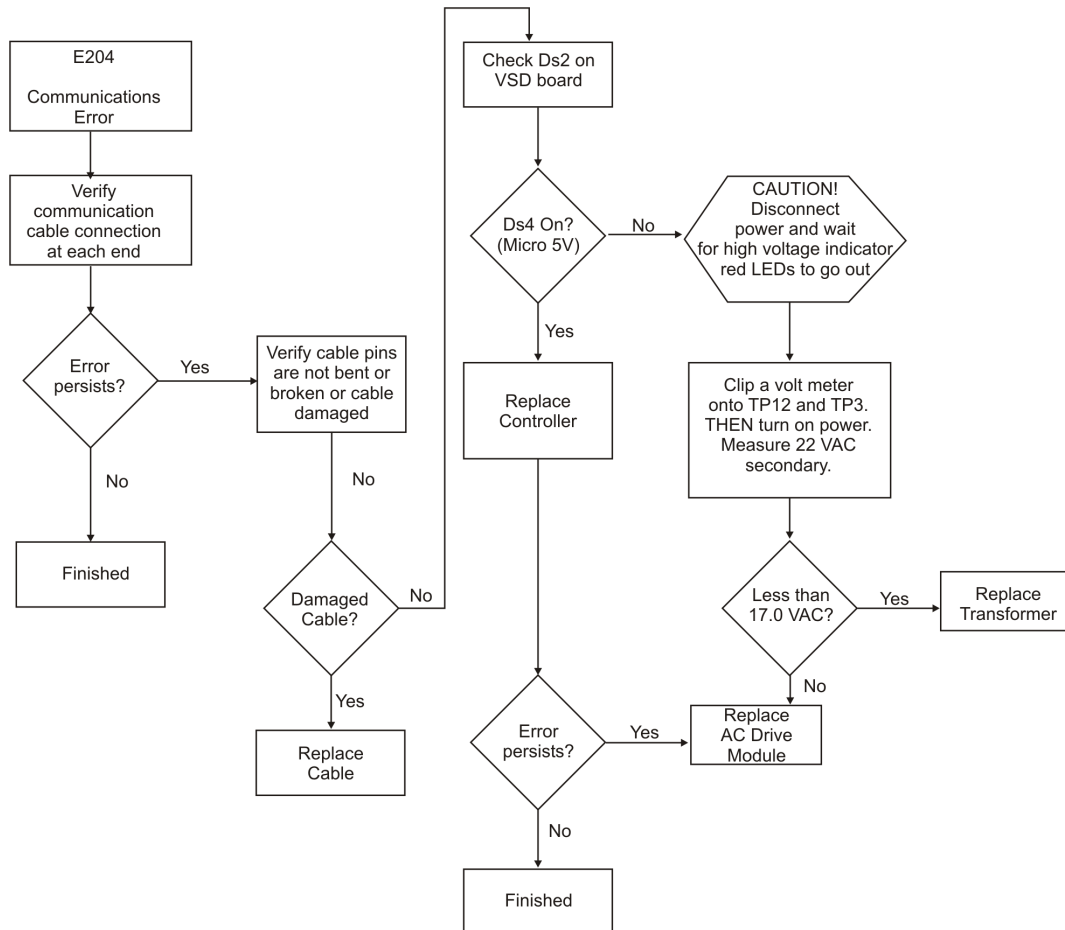 E204
Communications
Error
Verify
communication
cable connection
at each end
Error
persists?
Yes
No
Finished
Verify cable pins
are not bent or
broken or cable
damaged
No
Damaged
Cable?
No
Yes
Replace
Cable
Check Ds2 on
VSD board
Ds4 On?
(Micro 5V)
No
Yes
CAUTION!
Disconnect
power and wait
for high voltage indicator
red LEDs to go out
Replace
Controller
Clip a volt meter
onto TP12 and TP3.
THEN turn on power.
Measure 22 VAC
secondary.
Less than
17.0 VAC?
Yes
Replace
Transformer
No
Replace
AC Drive
Module
Error
persists?
Yes
No
Finished